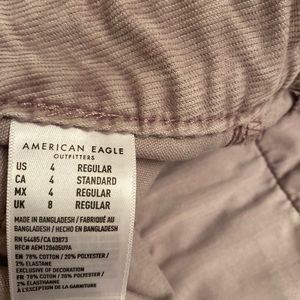 AMERICAN EAGLE
OUTFITTERS
US 4 REGULAR
CA 4 STANDARD
MX 4 REGULAR
UK 8 REGULAR
MADE IN BANGLADESH / FABRIQUÉ AU
BANGLADESH / HECHO EN BANGLADESH
RN 54485/CA 03873
RFC# AEM120605U9A
EN 78% COTTON / 20% POLYESTER /
2% ELASTANE
EXCLUSIVE OF DECORATION
FR 78% COTON / 20% POLYESTER /
2% ÉLASTHANNE
À L'EXCEPTION DE LA GARNITURE